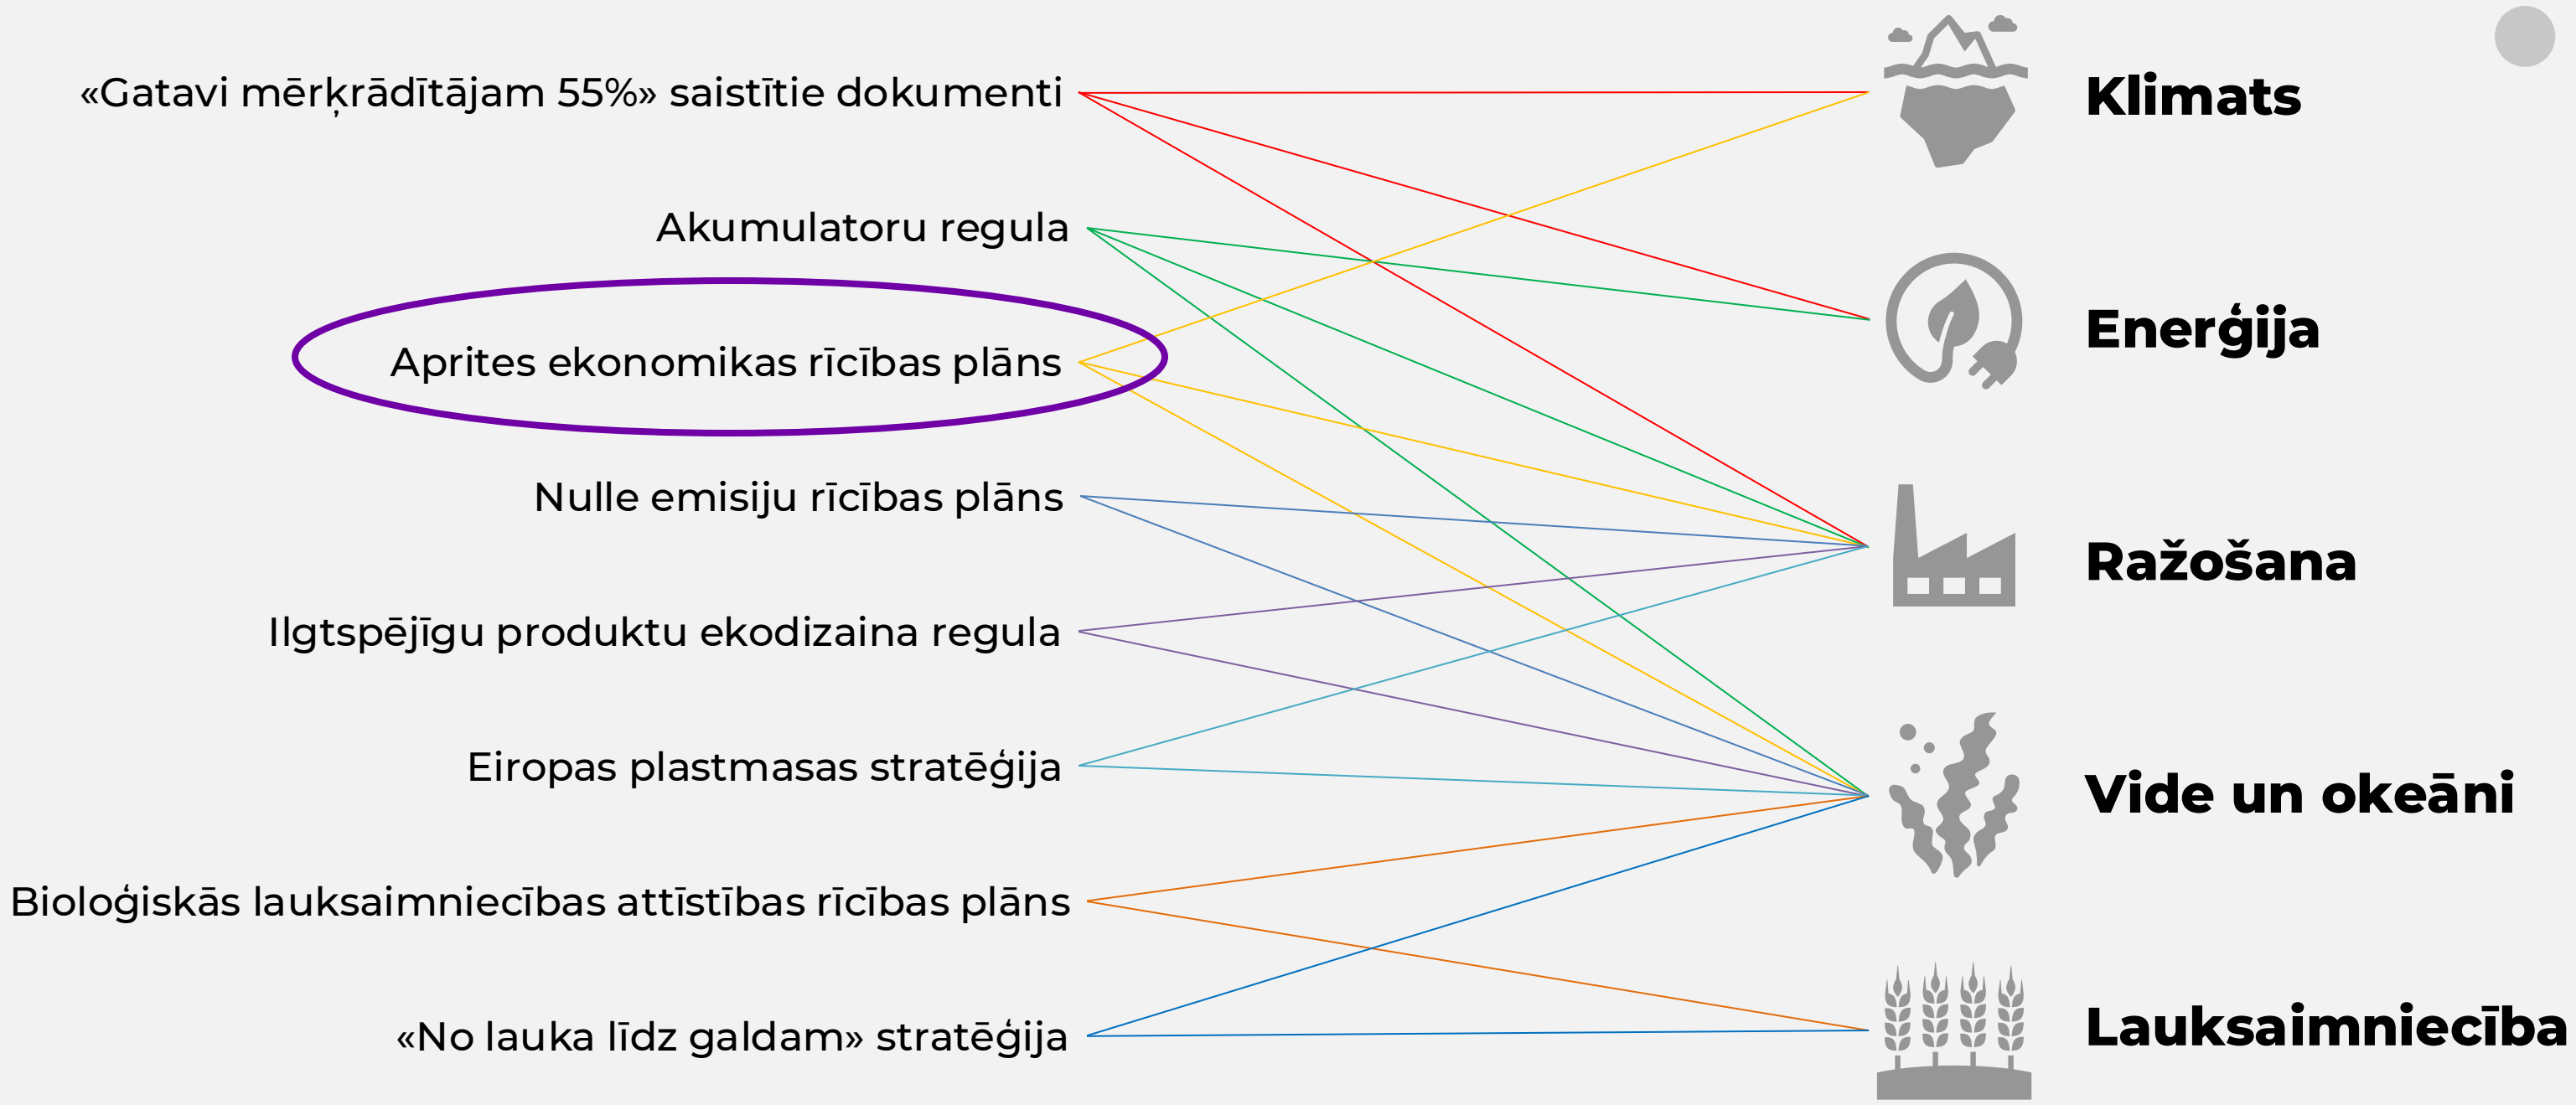 «Gatavi mērķrādītājam 55%» saistītie dokumenti
Akumulatoru regula
Aprites ekonomikas rīcības plāns
Nulle emisiju rīcības plāns
Ilgtspējīgu produktu ekodizaina regula
Eiropas plastmasas stratēģija
Bioloģiskās lauksaimniecības attīstības rīcības plāns
«No lauka līdz galdam» stratēģija
Klimats
Enerģija
Ražošana
Vide un okeāni
Lauksaimniecība